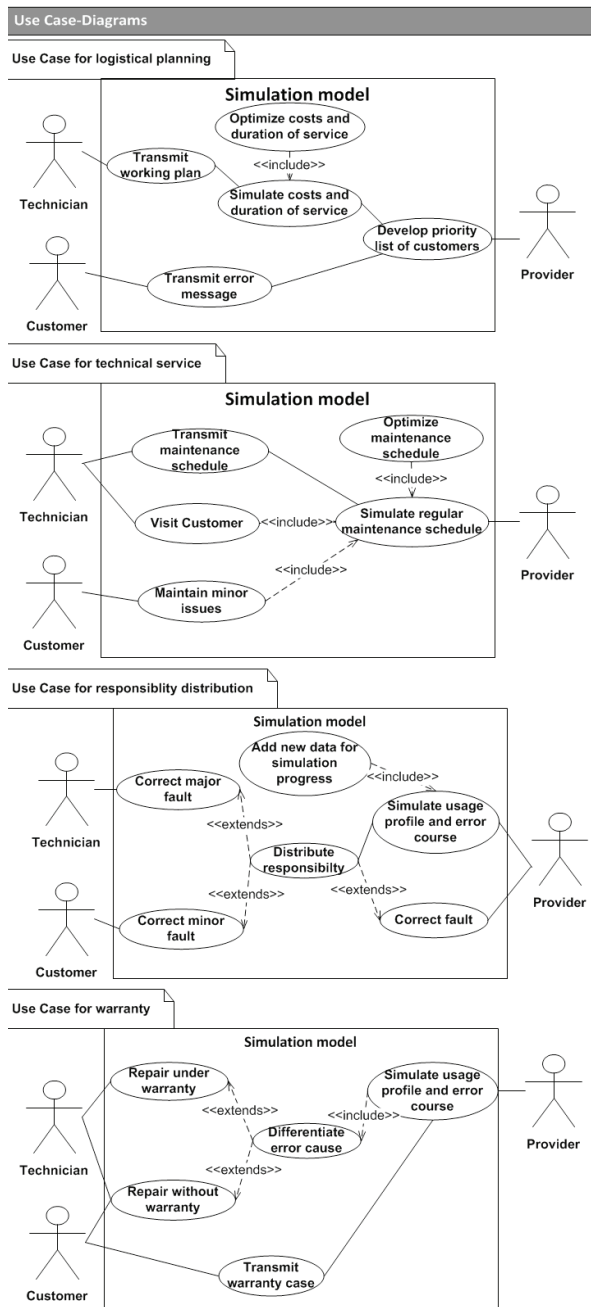 Use Case-Diagrams
Use Case for logistical planning
Simulation model
Optimize costs and
duration of service
<<include>>
Transmit
working plan
Simulate costs and
duration of service
Technician
Develop priority
list of customers
Provider
Transmit error
message
Customer
Use Case for technical service
Simulation model
Transmit
maintenance
schedule
Optimize
maintenance
schedule
<<include>>
Technician
Visit Customer
<<include>>
Simulate regular
maintenance schedule
Provider
<<include>>
Maintain minor
issues
Customer
Use Case for responsiblity distribution
Simulation model
Add new data for
simulation
progress
<<include>>
Correct major
fault
Technician
<<extends>>
Simulate usage
profile and error
course
Distribute
responsibilty
<<extends>>
<<extends>>
Provider
Correct minor
fault
Correct fault
Customer
Use Case for warranty
Simulation model
Repair under
warranty
Simulate usage
profile and error
course
<<extends>>
<<include>>
Technician
Differentiate
error cause
Provider
<<extends>>
Repair without
warranty
Transmit
warranty case
Customer